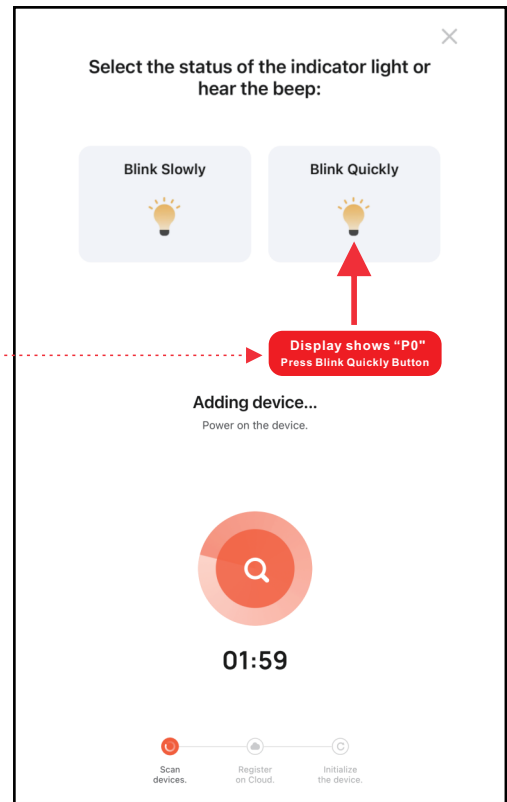 Select the status of the indicator light or
hear the beep:
Blink Slowly
Blink Quickly
Display shows “P0"
Press Blink Quickly Button
Adding device...
Power on the device.
01:59
Scan
devices.
Register
on Cloud.
Initialize
the device.